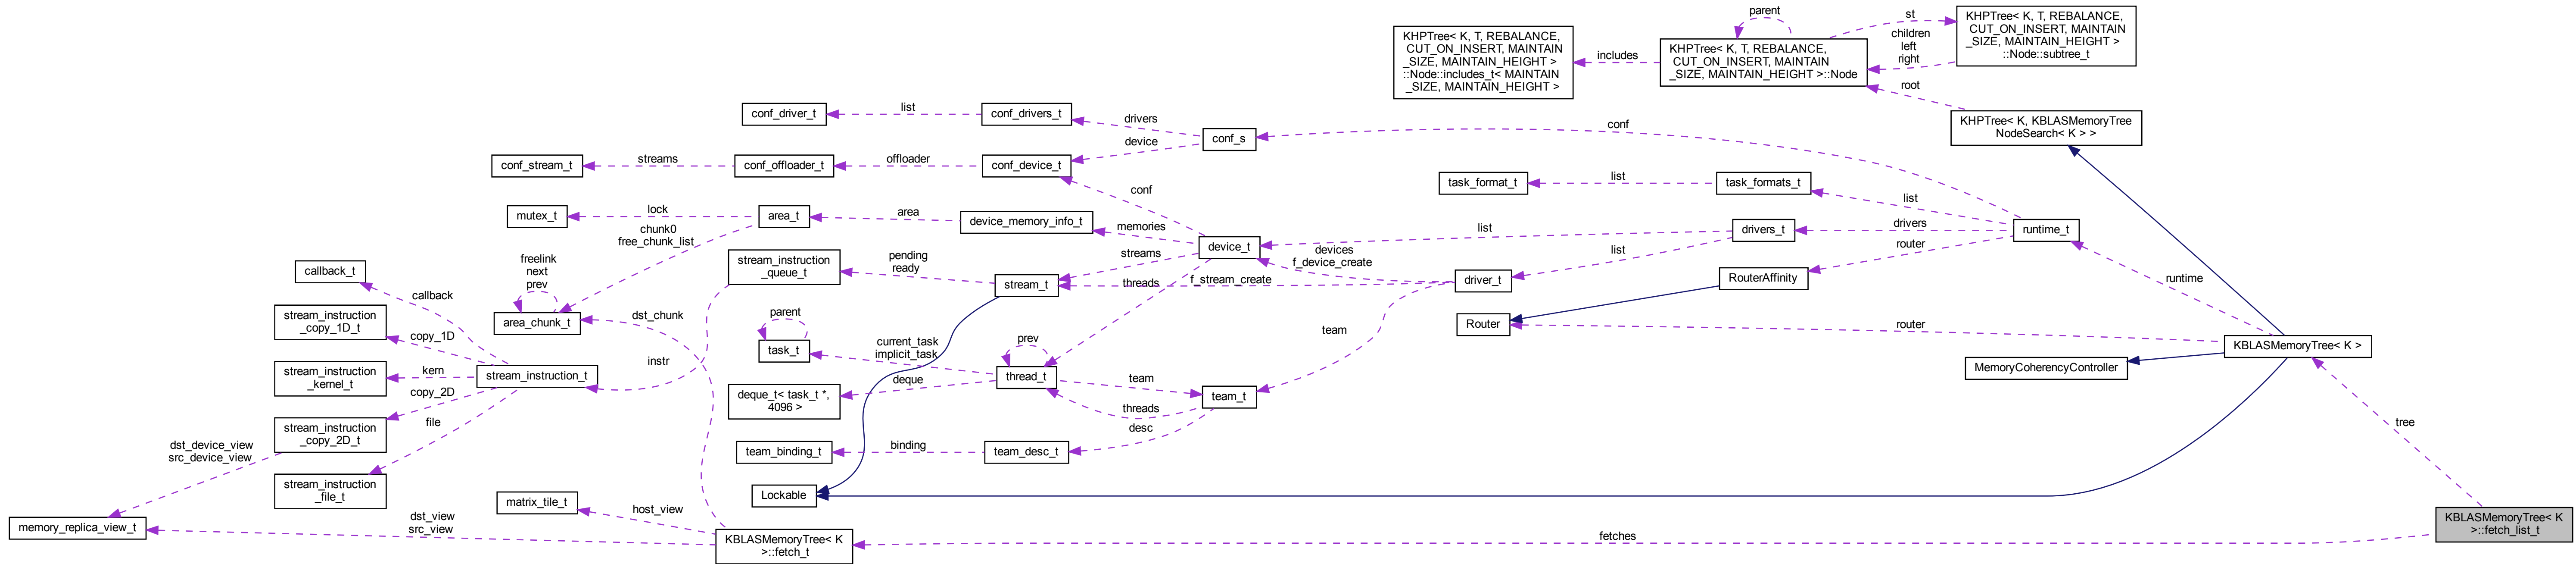 parent
st
KHPTree< K, T, REBALANCE,
CUT_ON_INSERT, MAINTAIN
_SIZE, MAINTAIN_HEIGHT >
::Node::subtree_t
KHPTree< K, T, REBALANCE,
CUT_ON_INSERT, MAINTAIN
_SIZE, MAINTAIN_HEIGHT >
::Node::includes_t< MAINTAIN
_SIZE, MAINTAIN_HEIGHT >
includes
KHPTree< K, T, REBALANCE,
CUT_ON_INSERT, MAINTAIN
_SIZE, MAINTAIN_HEIGHT >::Node
children
left
right
root
conf_driver_t
list
conf_drivers_t
drivers
conf_s
conf
KHPTree< K, KBLASMemoryTree
NodeSearch< K > >
device
conf_stream_t
streams
conf_offloader_t
offloader
conf_device_t
conf
task_format_t
list
task_formats_t
list
mutex_t
lock
area_t
area
device_memory_info_t
memories
chunk0
free_chunk_list
device_t
list
drivers_t
drivers
runtime_t
router
list
devices
f_device_create
callback_t
freelink
next
prev
stream_instruction
_queue_t
pending
ready
streams
stream_t
threads
f_stream_create
driver_t
RouterAffinity
runtime
callback
stream_instruction
_copy_1D_t
area_chunk_t
dst_chunk
parent
Router
router
team
copy_1D
task_t
current_task
implicit_task
prev
KBLASMemoryTree< K >
instr
stream_instruction
_kernel_t
kern
stream_instruction_t
thread_t
team
MemoryCoherencyController
deque
copy_2D
deque_t< task_t *,
4096 >
threads
team_t
desc
stream_instruction
_copy_2D_t
file
tree
dst_device_view
src_device_view
team_binding_t
binding
team_desc_t
stream_instruction
_file_t
matrix_tile_t
host_view
Lockable
memory_replica_view_t
dst_view
src_view
KBLASMemoryTree< K
>::fetch_t
fetches
KBLASMemoryTree< K
>::fetch_list_t